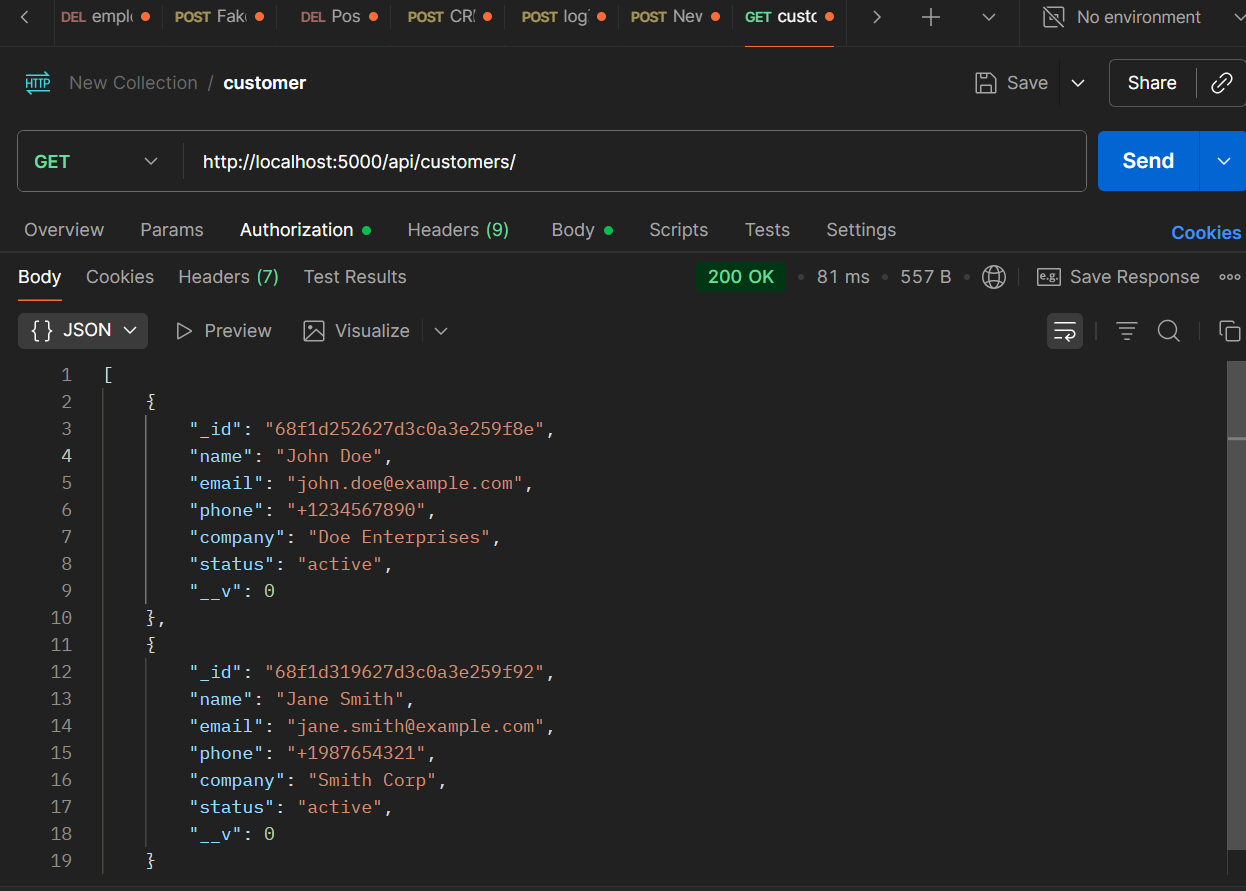 DEL empl POST Fak DEL Pos POST CR POST log POST Nev GET custc No environment
HTTP New Collection / customer Save Share
GET http://localhost:5000/api/customers/ Send
Overview Params Authorization Headers (9) Body Scripts Tests Settings Cookies
Body Cookies Headers (7) Test Results 200 OK 81 ms 557 B e.g. Save Response
{} JSON Preview Visualize
1 [
2 {
3 "_id": "68f1d252627d3c0a3e259f8e",
4 "name": "John Doe",
5 "email": "john.doe@example.com",
6 "phone": "+1234567890",
7 "company": "Doe Enterprises",
8 "status": "active",
9 "__v": 0
10 },
11 {
12 "_id": "68f1d319627d3c0a3e259f92",
13 "name": "Jane Smith",
14 "email": "jane.smith@example.com",
15 "phone": "+1987654321",
16 "company": "Smith Corp",
17 "status": "active",
18 "__v": 0
19 }